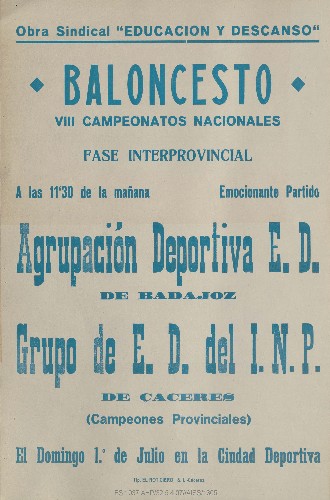 Obra Sindical "EDUCACION Y DESCANSO"
BALONCESTO
VIII CAMPEONATOS NACIONALES
FASE INTERPROVINCIAL
A las 11'30 de la mañana Emocionante Partido
Agrupación Deportiva E. D.
DE BADAJOZ
Grupo de E. D. del I. N. P.
DE CACERES
(Campeones Provinciales)
El Domingo 1.º de Julio en la Ciudad Deportiva